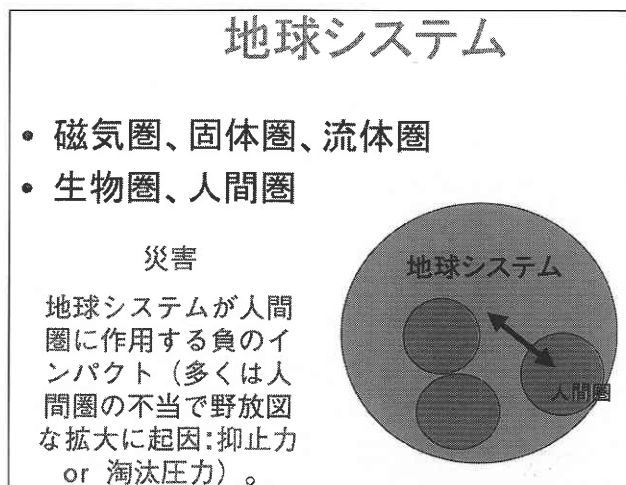 地球システム
• 磁気圏、固体圏、流体圏
• 生物圏、人間圏
災害
地球システムが人間
圏に作用する負のイ
ンパクト（多くは人
間圏の不当で野放図
な拡大に起因:抑止力
or 淘汰圧力）。
地球システム
人間圏